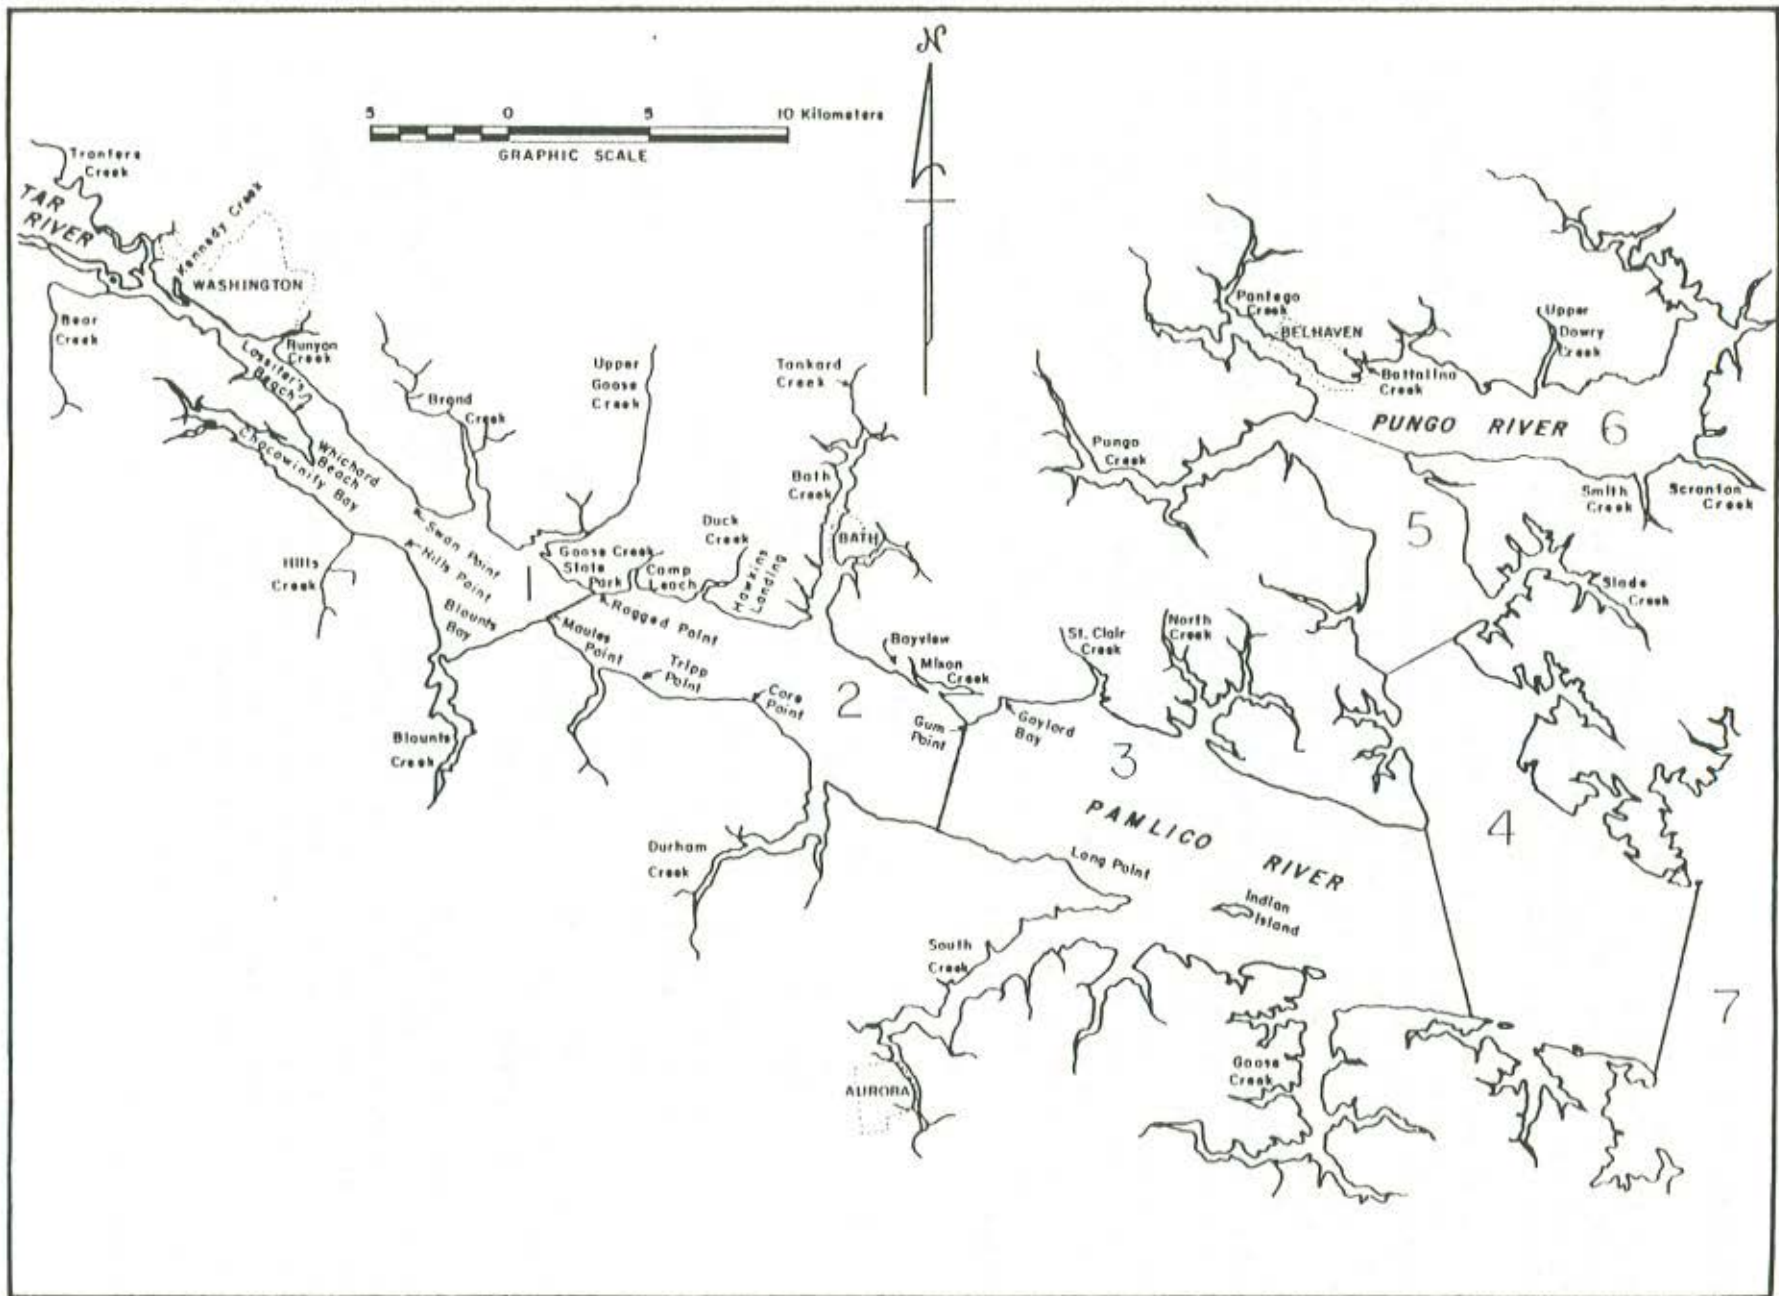 N
5 0 5 10 Kilometers
GRAPHIC SCALE
Tranters
Creek
TAR
RIVER
Kennedy Creek
WASHINGTON
Bear
Creek
Runyon
Creek
Beach
Whichard
Beach
Chocowinity Bay
Broad
Creek
Upper
Goose
Creek
Tankard
Creek
Bath
Creek
Duck
Creek
BATH
Hills
Creek
Swan Point
Hills Point
Blounts
Bay
1
Goose Creek
State
Park
Camp
Leach
Hawkins
Landing
Ragged Point
Maules
Point
Tripp
Point
Core
Point
2
Blounts
Creek
Durham
Creek
Bayview
Mixon
Creek
Gum
Point
Gaylord
Bay
St. Clair
Creek
North
Creek
3
PAMLICO
RIVER
Long Point
Indian
Island
South
Creek
AURORA
Goose
Creek
Pantego
Creek
BELHAVEN
Battalina
Creek
Upper
Dowry
Creek
Pungo
Creek
PUNGO RIVER
6
Smith
Creek
Scranton
Creek
5
Slade
Creek
4
7